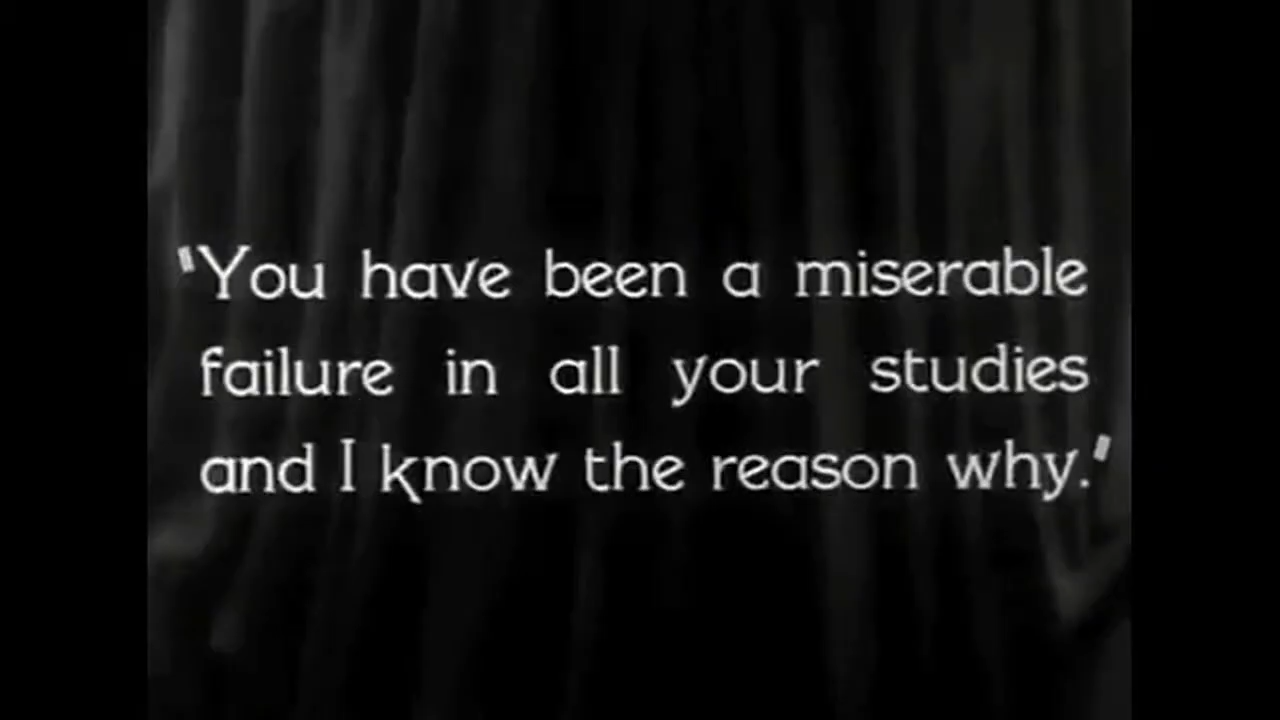 "You have been a miserable
failure in all your studies
and I know the reason why."